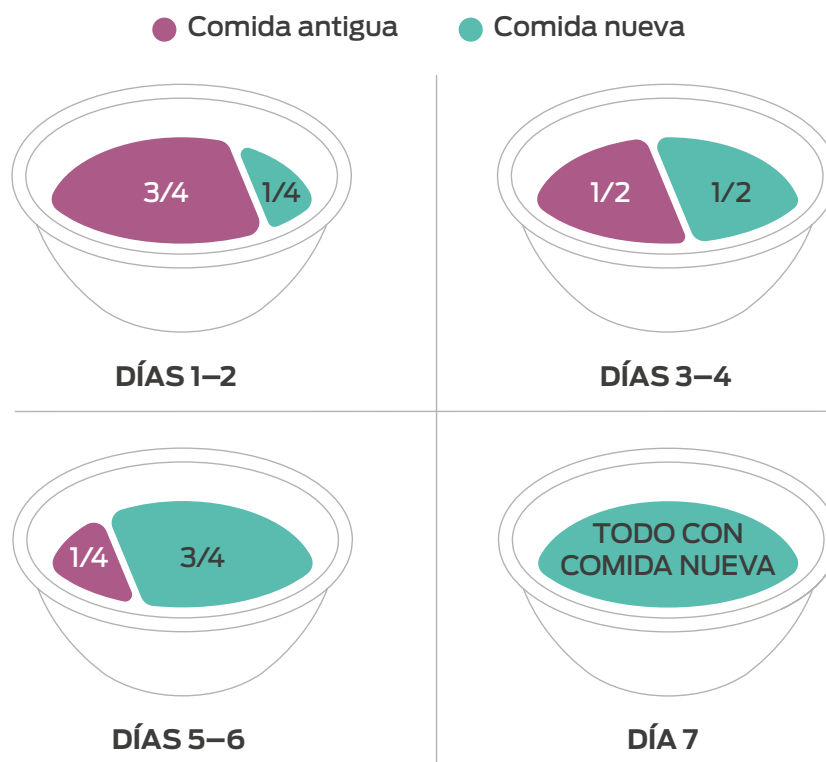 Comida antigua
Comida nueva
3/4
1/4
DÍAS 1–2
1/2
1/2
DÍAS 3–4
1/4
3/4
DÍAS 5–6
TODO CON
COMIDA NUEVA
DÍA 7